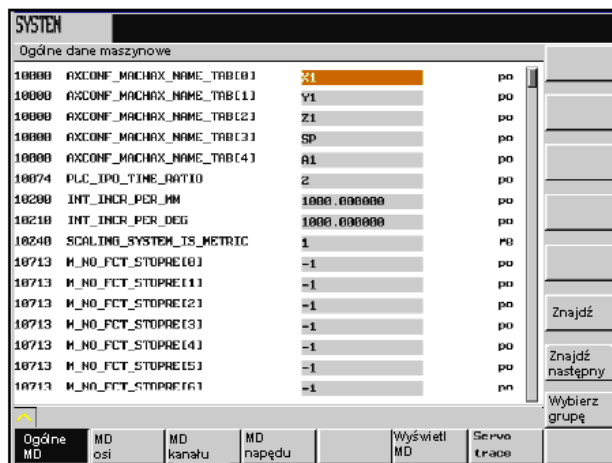 SYSTEM
Ogólne dane maszynowe
10000 AXCONF_MACHAX_NAME_TAB[0] X1 po
10000 AXCONF_MACHAX_NAME_TAB[1] Y1 po
10000 AXCONF_MACHAX_NAME_TAB[2] Z1 po
10000 AXCONF_MACHAX_NAME_TAB[3] SP po
10000 AXCONF_MACHAX_NAME_TAB[4] A1 po
10074 PLC_IPO_TIME_RATIO 2 po
10200 INT_INCR_PER_MM 1000.000000 po
10210 INT_INCR_PER_DEG 1000.000000 po
10240 SCALING_SYSTEM_IS_METRIC 1 re
10713 M_NO_FCT_STOPRE[0] -1 po
10713 M_NO_FCT_STOPRE[1] -1 po
10713 M_NO_FCT_STOPRE[2] -1 po
10713 M_NO_FCT_STOPRE[3] -1 po
10713 M_NO_FCT_STOPRE[4] -1 po
10713 M_NO_FCT_STOPRE[5] -1 po
10713 M_NO_FCT_STOPRE[6] -1 po
Znajdź
Znajdź następny
Wybierz grupę
Ogólne MD
MD osi
MD kanału
MD napędu
Wyświetl MD
Servo trace